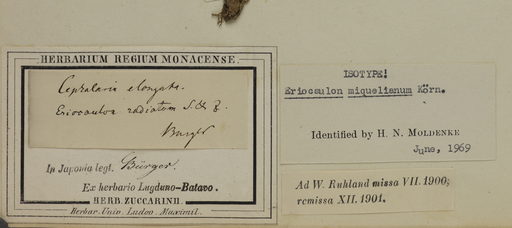 HERBARIUM REGIUM MONACENSE.
Cephalaria elongata.
Eriocaulon radiatum S. & Z.
Burger
In Japonia legt. Bürger.
Ex herbario Lugduno-Batavo.
HERB. ZUCCARINII.
Herbar. Univ. Ludov. Maximil.
ISOTYPE!
Eriocaulon miquelianum Körn.
Identified by H. N. MOLDENKE
June, 1969
Ad W. Ruhland missa VII. 1900,
remissa XII. 1901.